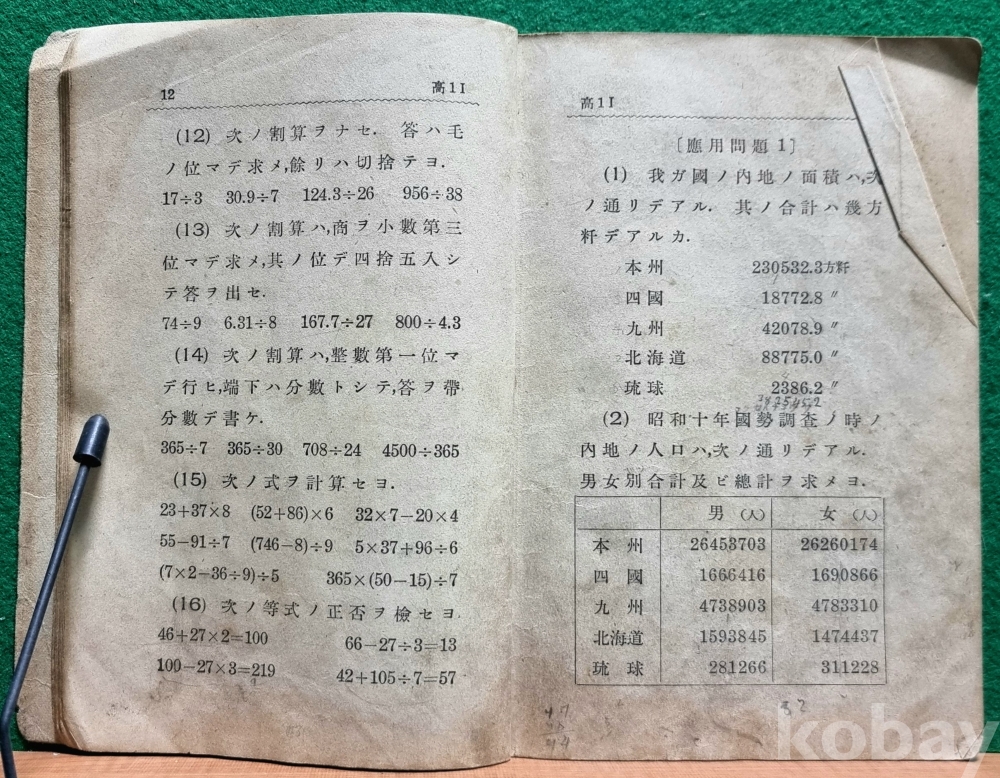 12 高1I
(12) 次ノ割算ヲナセ. 答ハ毛
ノ位マデ求メ,餘リハ切捨テヨ.
17÷3 30.9÷7 124.3÷26 956÷38
(13) 次ノ割算ハ,商ヲ小數第三
位マデ求メ,其ノ位デ四捨五入シ
テ答ヲ出セ.
74÷9 6.31÷8 167.7÷27 800÷4.3
(14) 次ノ割算ハ,整數第一位マ
デ行ヒ,端下ハ分數トシテ,答ヲ帶
分數デ書ケ.
365÷7 365÷30 708÷24 4500÷365
(15) 次ノ式ヲ計算セヨ.
23+37×8 (52+86)×6 32×7−20×4
55−91÷7 (746−8)÷9 5×37+96÷6
(7×2−36÷9)÷5 365×(50−15)÷7
(16) 次ノ等式ノ正否ヲ檢セヨ.
46+27×2=100 66−27÷3=13
100−27×3=219 42+105÷7=57
高1I
[應用問題1]
(1) 我ガ國ノ內地ノ面積ハ,次
ノ通リデアル. 其ノ合計ハ幾方
粁デアルカ.
本州 230532.3方粁
四國 18772.8 〃
九州 42078.9 〃
北海道 88775.0 〃
琉球 2386.2 〃
(2) 昭和十年國勢調査ノ時ノ
內地ノ人口ハ,次ノ通リデアル.
男女別合計及ビ總計ヲ求メヨ.
男(人) 女(人)
本州 26453703 26260174
四國 1666416 1690866
九州 4738903 4783310
北海道 1593845 1474437
琉球 281266 311228
32
kobay